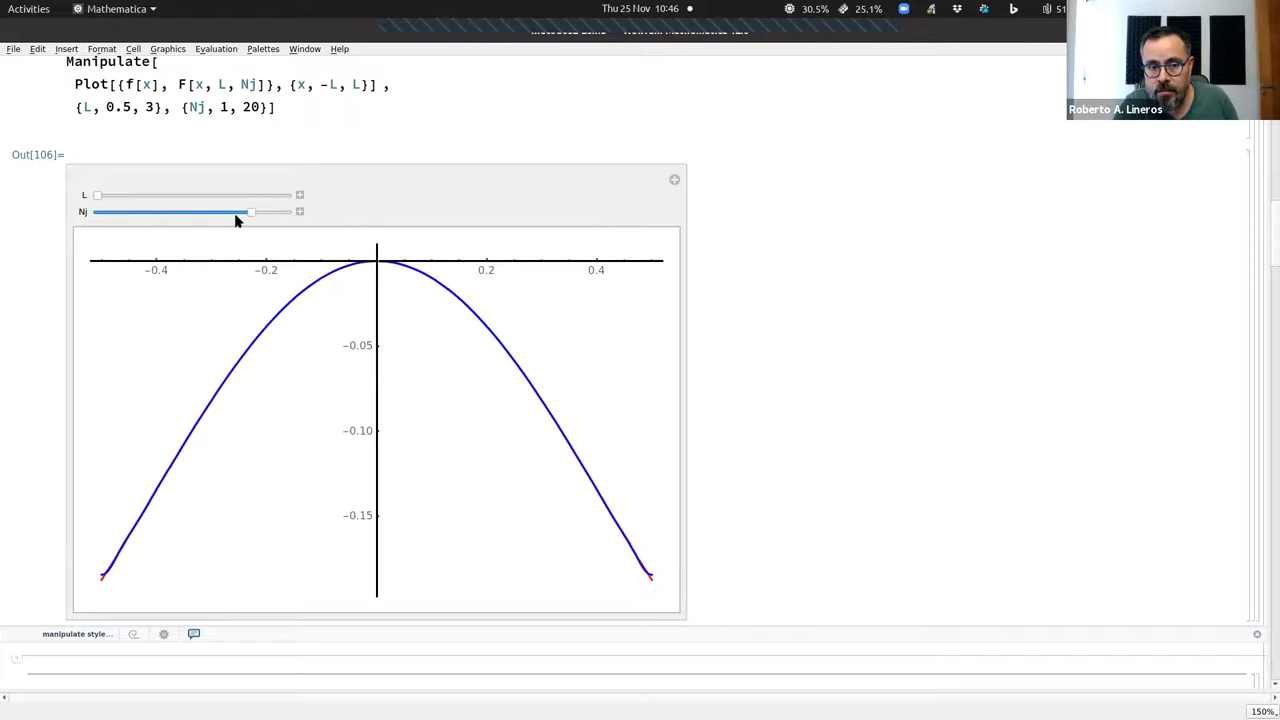 Activities
Mathematica
Thu 25 Nov 10:46
30.5%
25.1%
51
File Edit Insert Format Cell Graphics Evaluation Palettes Window Help
Manipulate[
Plot[{f[x], F[x, L, Nj]}, {x, -L, L}] ,
{L, 0.5, 3}, {Nj, 1, 20}]
Roberto A. Lineros
Out[106]=
L
Nj
−0.4
−0.2
0.2
0.4
−0.05
−0.10
−0.15
manipulate style...
150%